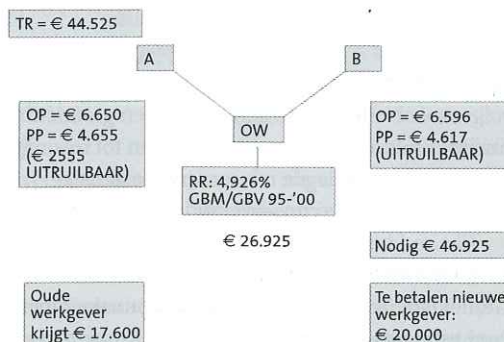 TR = € 44.525
A
B
OP = € 6.650
PP = € 4.655
(€ 2555
UITRUILBAAR)
OW
OP = € 6.596
PP = € 4.617
(UITRUILBAAR)
RR: 4,926%
GBM/GBV 95-'00
€ 26.925
Nodig € 46.925
Oude
werkgever
krijgt € 17.600
Te betalen nieuwe
werkgever:
€ 20.000